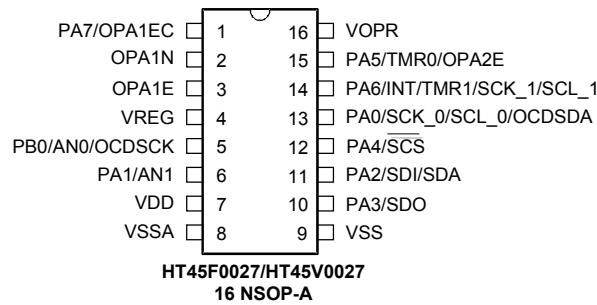 PA7/OPA1EC 1 16 VOPR
OPA1N 2 15 PA5/TMR0/OPA2E
OPA1E 3 14 PA6/INT/TMR1/SCK_1/SCL_1
VREG 4 13 PA0/SCK_0/SCL_0/OCDSDA
PB0/AN0/OCDSCK 5 12 PA4/S̅C̅S̅
PA1/AN1 6 11 PA2/SDI/SDA
VDD 7 10 PA3/SDO
VSSA 8 9 VSS
HT45F0027/HT45V0027
16 NSOP-A